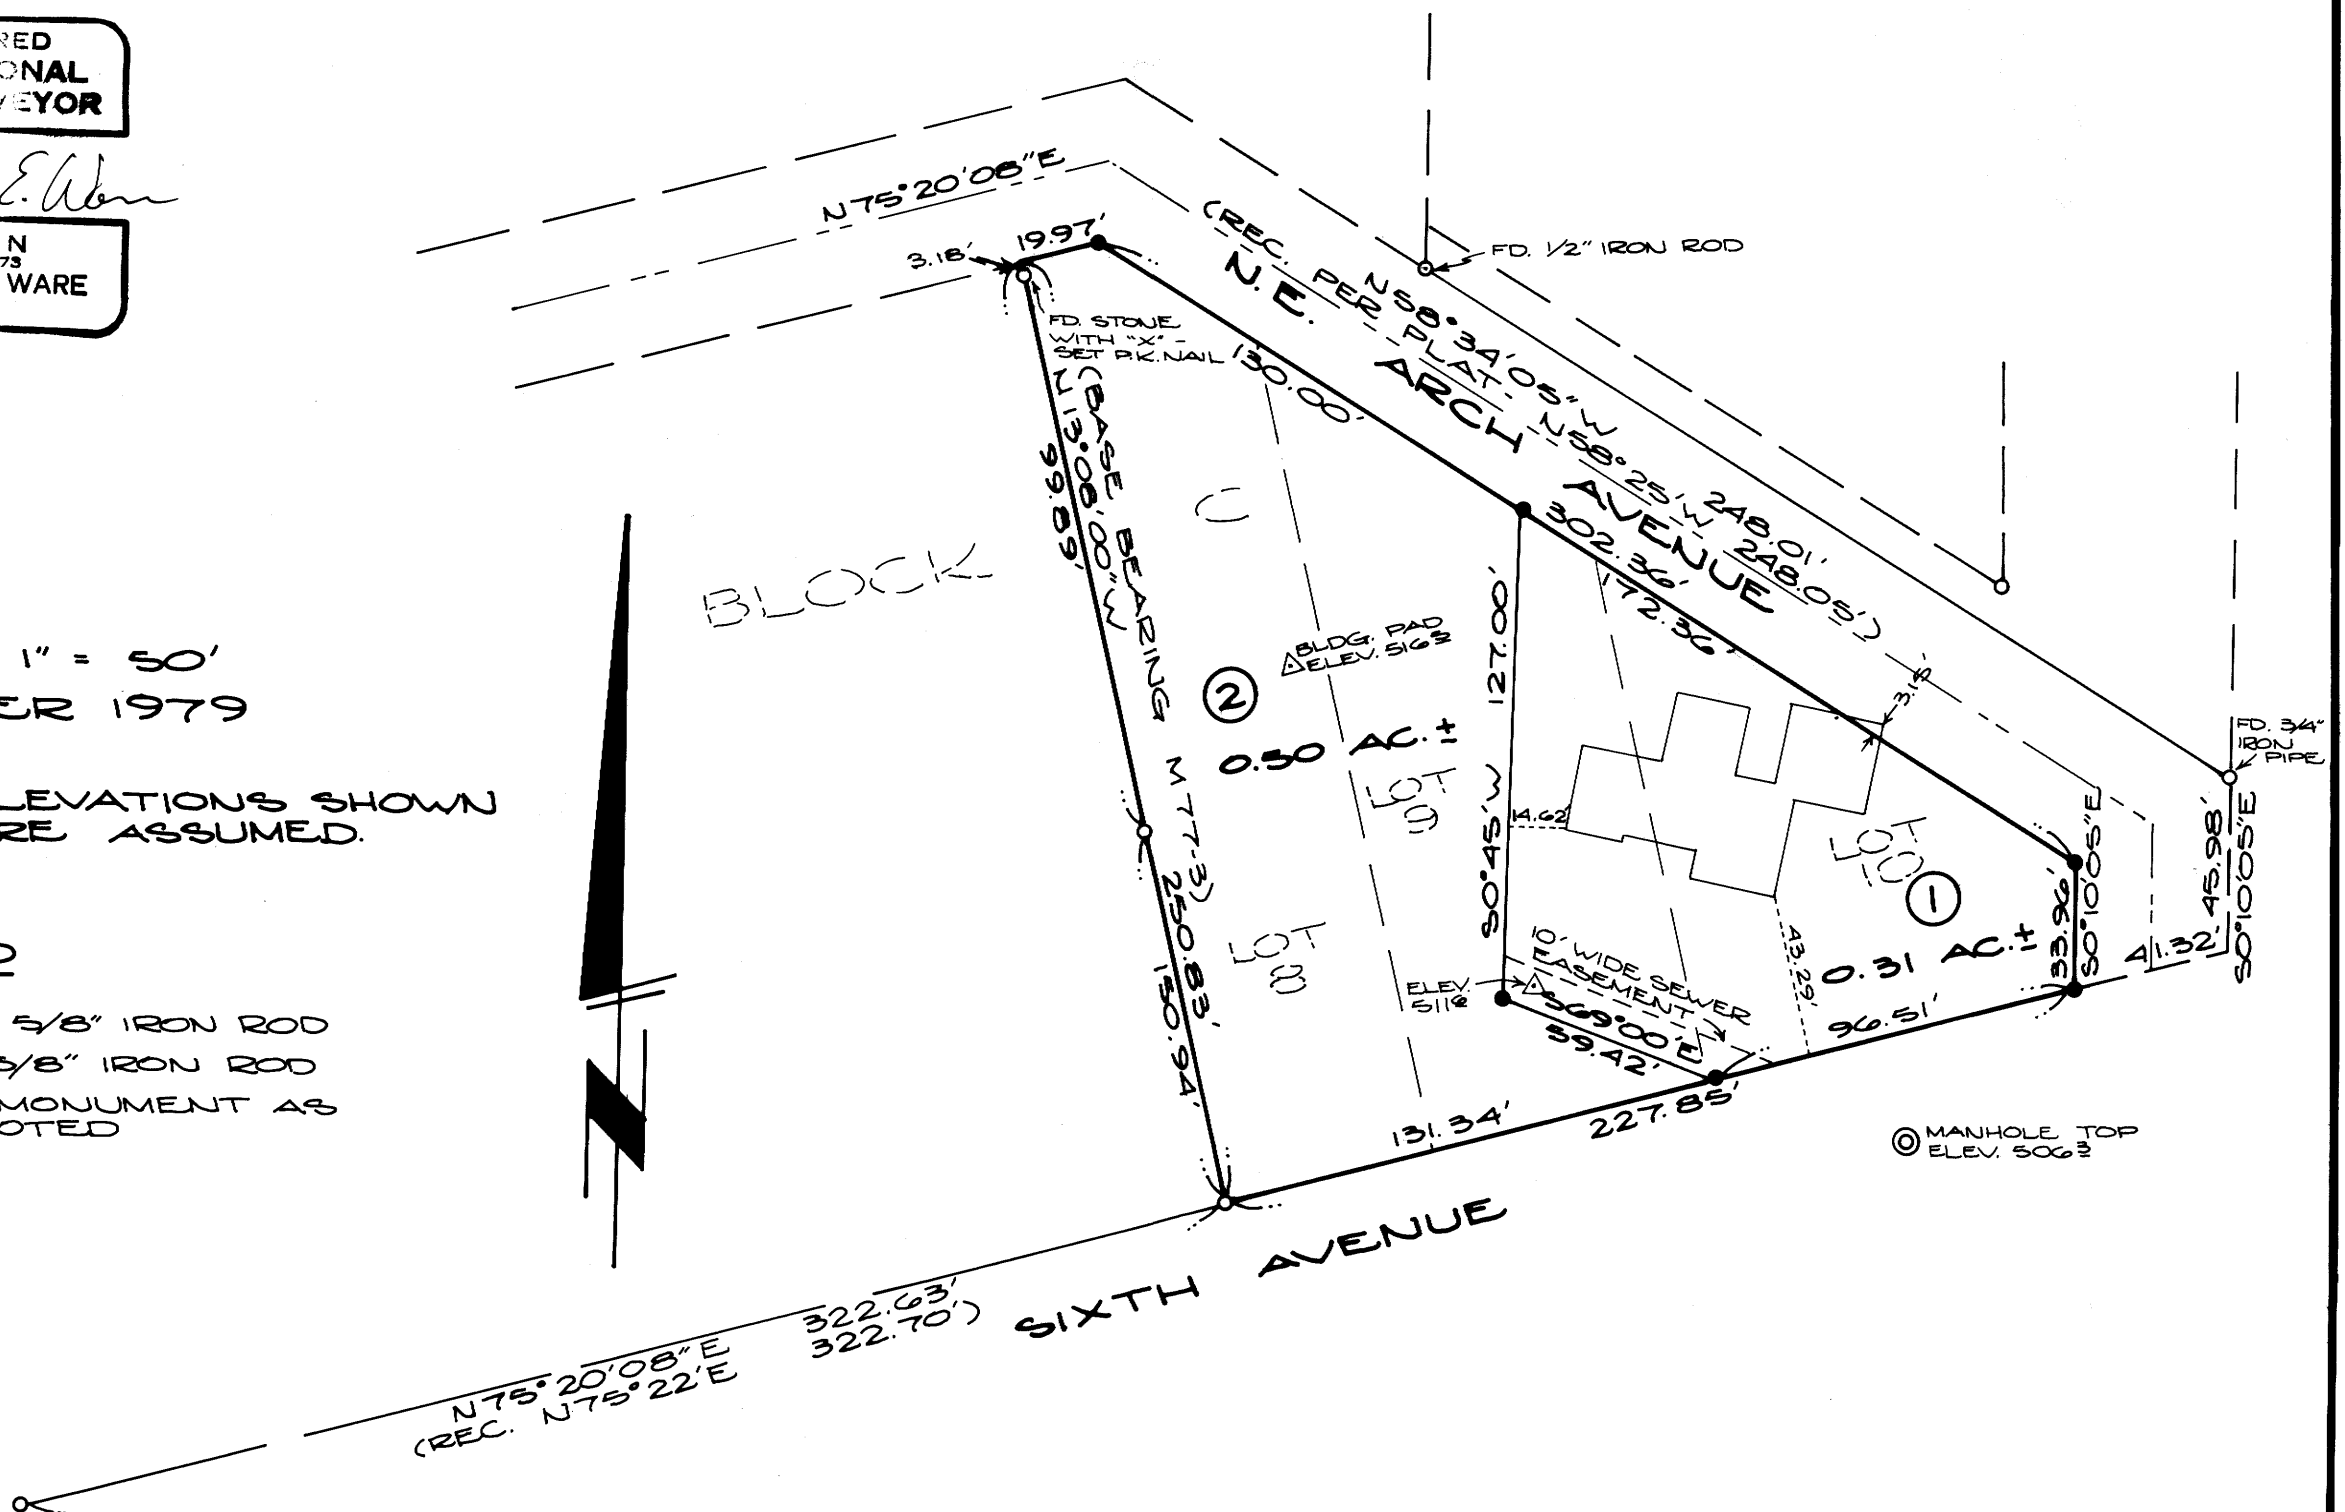 RED
ONAL
VEYOR
E. Wa
N
73
WARE
1" = 50'
ER 1979
LEVATIONS SHOWN
RE ASSUMED.
5/8" IRON ROD
5/8" IRON ROD
MONUMENT AS
OTED
N
N75°20'08"E
3.18'
19.97'
FD. STONE
WITH "X" -
SET P.K. NAIL
FD. 1/2" IRON ROD
(REC. PER PLAT - N58°25'W 248.05')
N58°34'05"W 248.01'
N.E. ARCH AVENUE
130.00'
302.36'
172.36'
(BASE BEARING M77-3)
N13°08'00"W
99.89'
250.83'
150.94'
BLOCK C
BLDG. PAD
ELEV. 516.3
2
0.50 AC.±
LOT 9
LOT 8
127.00'
S0°45'W
14.62'
3.18'
LOT 10
1
0.31 AC.±
43.29'
10' WIDE SEWER
EASEMENT
ELEV.
511.6
S69°00'E
59.42'
96.51'
33.96'
S0°10'05"E
FD. 3/4"
IRON
PIPE
45.98'
S0°10'05"E
41.32'
131.34'
227.85'
MANHOLE TOP
ELEV. 506.3
SIXTH AVENUE
322.63'
322.70')
N75°20'08"E
(REC. N75°22'E